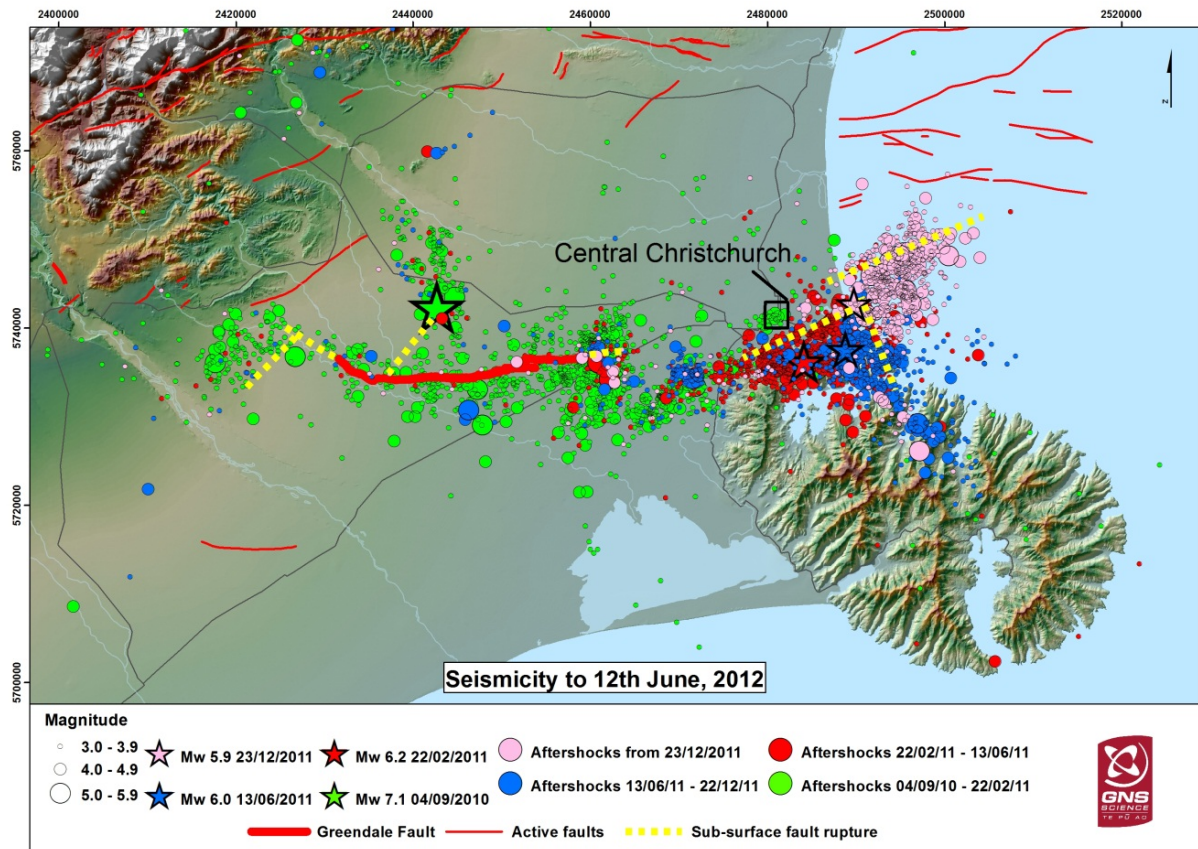 2400000 2420000 2440000 2460000 2480000 2500000 2520000
5760000
5740000
5720000
5700000
N
Central Christchurch
Seismicity to 12th June, 2012
Magnitude
3.0 - 3.9
4.0 - 4.9
5.0 - 5.9
Mw 5.9 23/12/2011
Mw 6.0 13/06/2011
Mw 6.2 22/02/2011
Mw 7.1 04/09/2010
Aftershocks from 23/12/2011
Aftershocks 13/06/11 - 22/12/11
Aftershocks 22/02/11 - 13/06/11
Aftershocks 04/09/10 - 22/02/11
Greendale Fault
Active faults
Sub-surface fault rupture
GNS
SCIENCE
TE PŪ AO